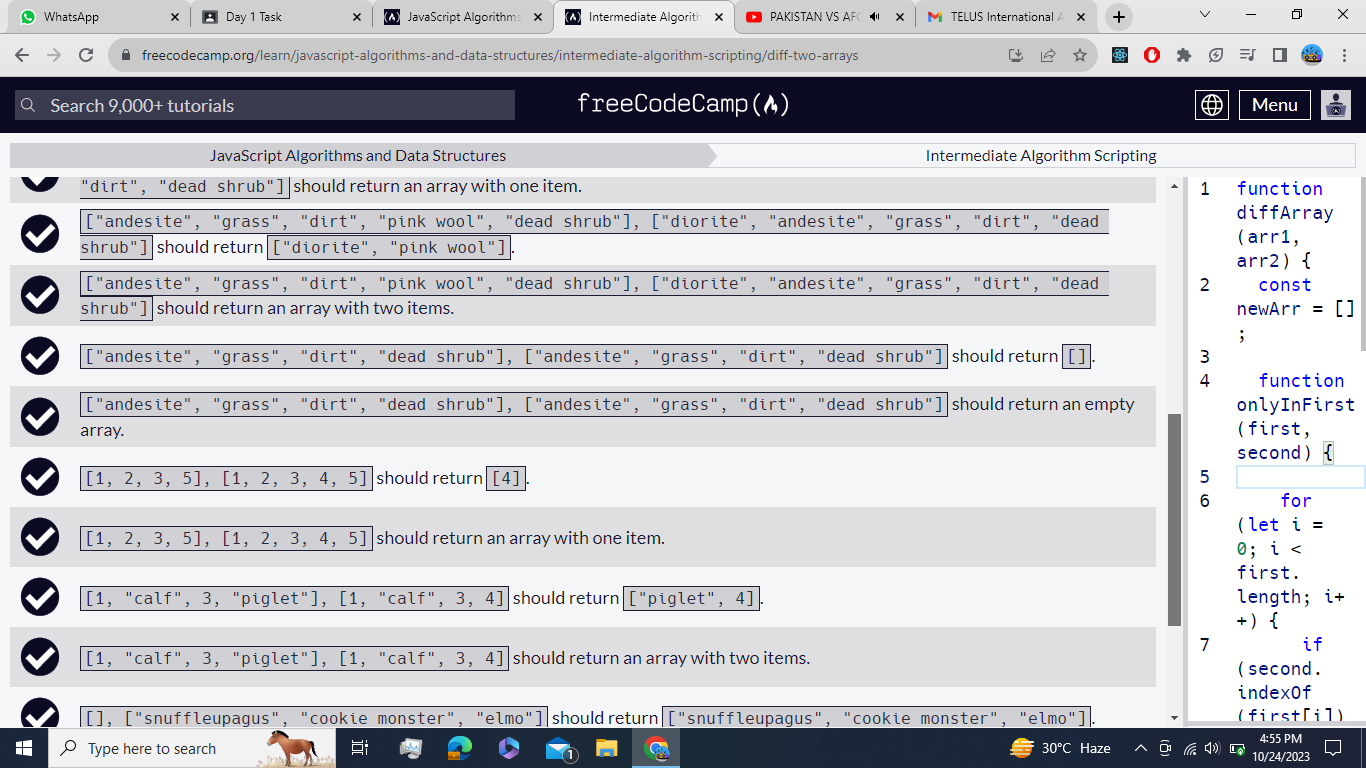 WhatsApp
Day 1 Task
JavaScript Algorithms
Intermediate Algorith
PAKISTAN VS AFG
TELUS International A
freecodecamp.org/learn/javascript-algorithms-and-data-structures/intermediate-algorithm-scripting/diff-two-arrays
Search 9,000+ tutorials
freeCodeCamp
Menu
JavaScript Algorithms and Data Structures
Intermediate Algorithm Scripting
"dirt", "dead shrub"] should return an array with one item.
["andesite", "grass", "dirt", "pink wool", "dead shrub"], ["diorite", "andesite", "grass", "dirt", "dead
shrub"] should return ["diorite", "pink wool"].
["andesite", "grass", "dirt", "pink wool", "dead shrub"], ["diorite", "andesite", "grass", "dirt", "dead
shrub"] should return an array with two items.
["andesite", "grass", "dirt", "dead shrub"], ["andesite", "grass", "dirt", "dead shrub"] should return [].
["andesite", "grass", "dirt", "dead shrub"], ["andesite", "grass", "dirt", "dead shrub"] should return an empty
array.
[1, 2, 3, 5], [1, 2, 3, 4, 5] should return [4].
[1, 2, 3, 5], [1, 2, 3, 4, 5] should return an array with one item.
[1, "calf", 3, "piglet"], [1, "calf", 3, 4] should return ["piglet", 4].
[1, "calf", 3, "piglet"], [1, "calf", 3, 4] should return an array with two items.
[], ["snuffleupagus", "cookie monster", "elmo"] should return ["snuffleupagus", "cookie monster", "elmo"].
1 function
diffArray
(arr1,
arr2) {
2 const
newArr = []
;
3
4 function
onlyInFirst
(first,
second) {
5
6 for
(let i =
0; i <
first.
length; i+
+) {
7 if
(second.
indexOf
(first[i])
Type here to search
1
30°C Haze
4:55 PM
10/24/2023